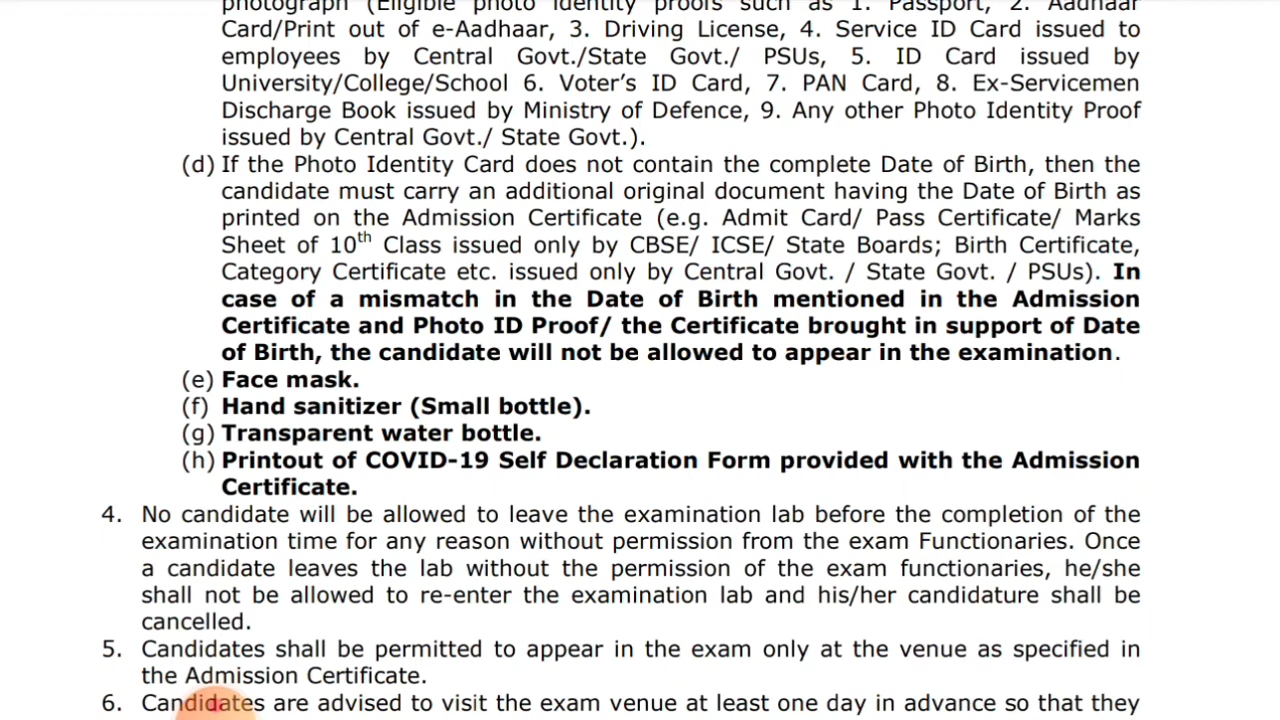 photograph (Eligible photo identity proofs such as 1. Passport, 2. Aadhaar
Card/Print out of e-Aadhaar, 3. Driving License, 4. Service ID Card issued to
employees by Central Govt./State Govt./ PSUs, 5. ID Card issued by
University/College/School 6. Voter’s ID Card, 7. PAN Card, 8. Ex-Servicemen
Discharge Book issued by Ministry of Defence, 9. Any other Photo Identity Proof
issued by Central Govt./ State Govt.).
(d) If the Photo Identity Card does not contain the complete Date of Birth, then the
candidate must carry an additional original document having the Date of Birth as
printed on the Admission Certificate (e.g. Admit Card/ Pass Certificate/ Marks
Sheet of 10th Class issued only by CBSE/ ICSE/ State Boards; Birth Certificate,
Category Certificate etc. issued only by Central Govt. / State Govt. / PSUs). In
case of a mismatch in the Date of Birth mentioned in the Admission
Certificate and Photo ID Proof/ the Certificate brought in support of Date
of Birth, the candidate will not be allowed to appear in the examination.
(e) Face mask.
(f) Hand sanitizer (Small bottle).
(g) Transparent water bottle.
(h) Printout of COVID-19 Self Declaration Form provided with the Admission
Certificate.
4. No candidate will be allowed to leave the examination lab before the completion of the
examination time for any reason without permission from the exam Functionaries. Once
a candidate leaves the lab without the permission of the exam functionaries, he/she
shall not be allowed to re-enter the examination lab and his/her candidature shall be
cancelled.
5. Candidates shall be permitted to appear in the exam only at the venue as specified in
the Admission Certificate.
6. Candidates are advised to visit the exam venue at least one day in advance so that they